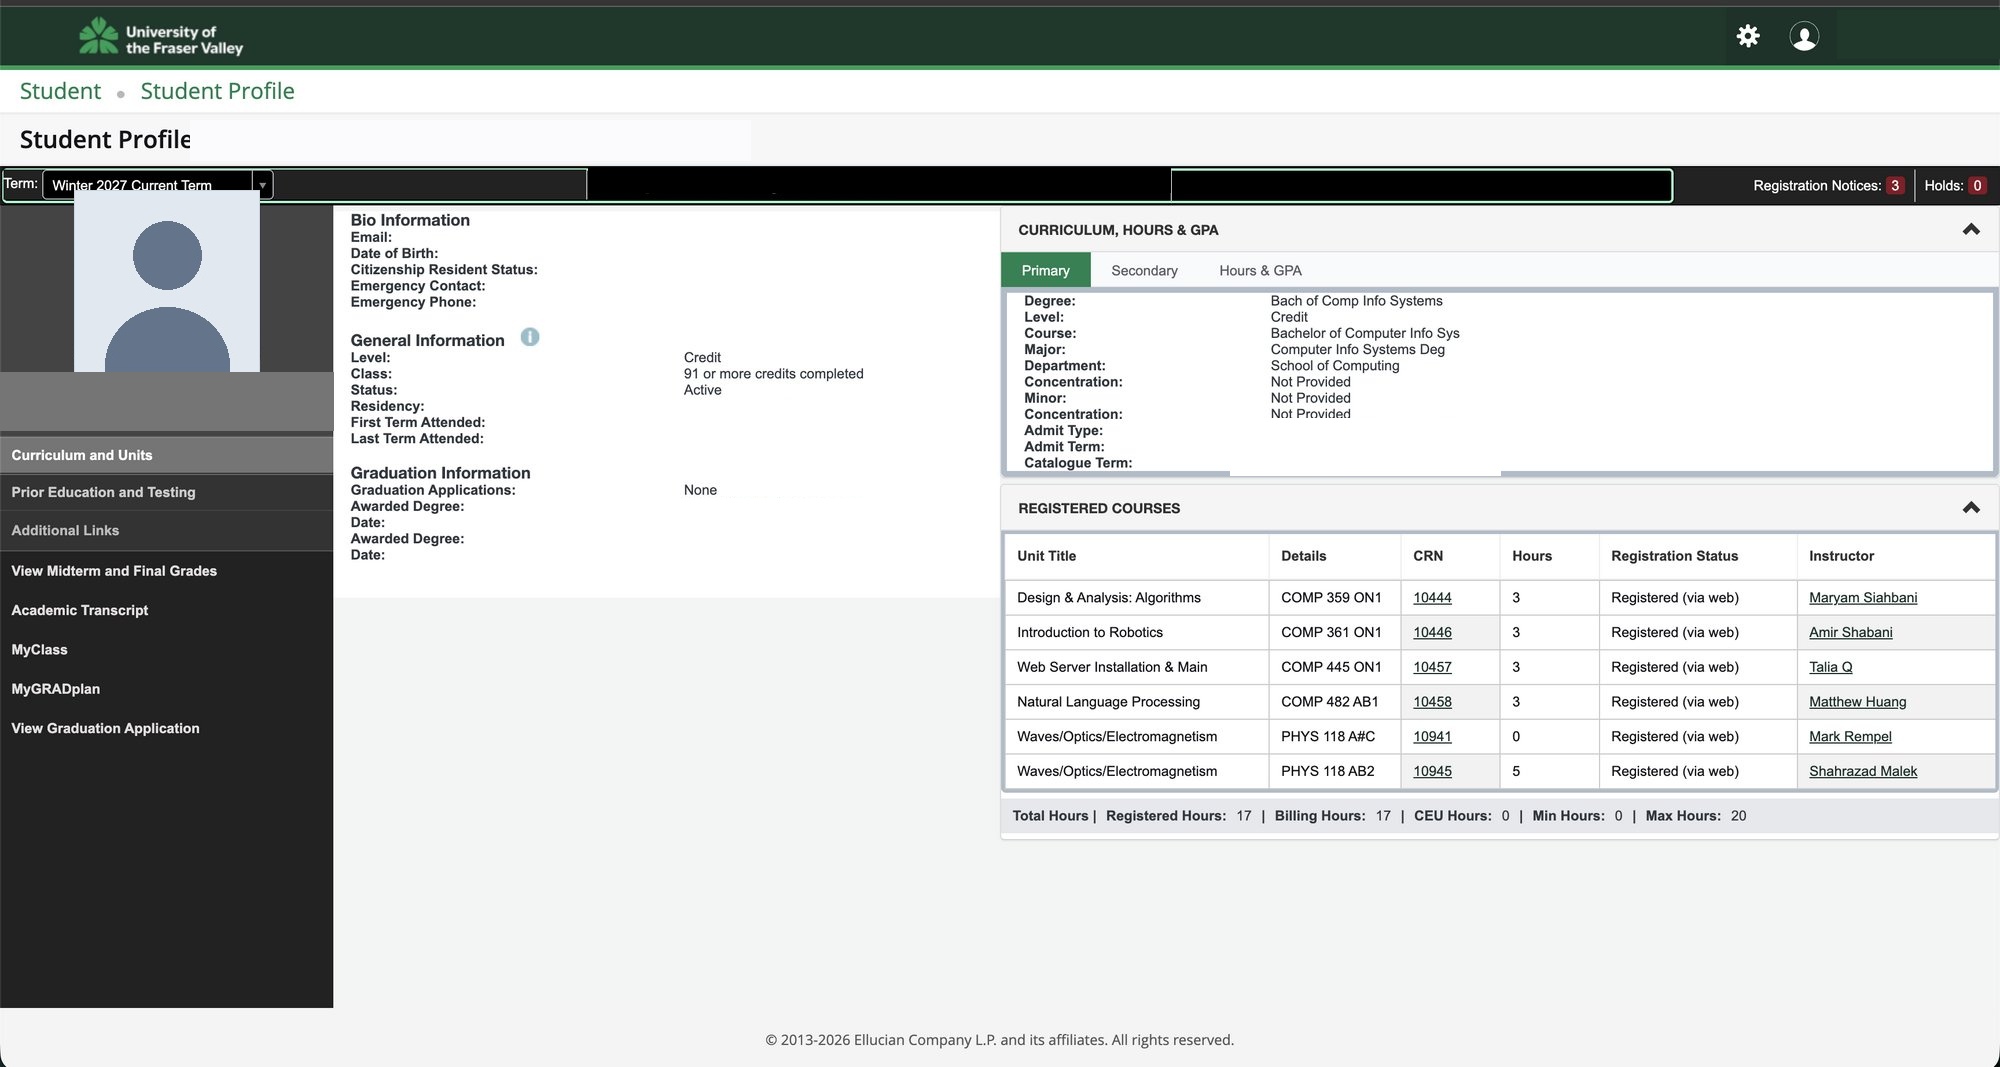 University of
the Fraser Valley
Student • Student Profile
Student Profile
Term: Winter 2027 Current Term
Registration Notices: 3 Holds: 0
Curriculum and Units
Prior Education and Testing
Additional Links
View Midterm and Final Grades
Academic Transcript
MyClass
MyGRADplan
View Graduation Application
Bio Information
Email:
Date of Birth:
Citizenship Resident Status:
Emergency Contact:
Emergency Phone:
General Information
Level: Credit
Class: 91 or more credits completed
Status: Active
Residency:
First Term Attended:
Last Term Attended:
Graduation Information
Graduation Applications: None
Awarded Degree:
Date:
Awarded Degree:
Date:
CURRICULUM, HOURS & GPA
Primary Secondary Hours & GPA
Degree: Bach of Comp Info Systems
Level: Credit
Course: Bachelor of Computer Info Sys
Major: Computer Info Systems Deg
Department: School of Computing
Concentration: Not Provided
Minor: Not Provided
Concentration: Not Provided
Admit Type:
Admit Term:
Catalogue Term:
REGISTERED COURSES
Unit Title Details CRN Hours Registration Status Instructor
Design & Analysis: Algorithms COMP 359 ON1 10444 3 Registered (via web) Maryam Siahbani
Introduction to Robotics COMP 361 ON1 10446 3 Registered (via web) Amir Shabani
Web Server Installation & Main COMP 445 ON1 10457 3 Registered (via web) Talia Q
Natural Language Processing COMP 482 AB1 10458 3 Registered (via web) Matthew Huang
Waves/Optics/Electromagnetism PHYS 118 A#C 10941 0 Registered (via web) Mark Rempel
Waves/Optics/Electromagnetism PHYS 118 AB2 10945 5 Registered (via web) Shahrazad Malek
Total Hours | Registered Hours: 17 | Billing Hours: 17 | CEU Hours: 0 | Min Hours: 0 | Max Hours: 20
© 2013-2026 Ellucian Company L.P. and its affiliates. All rights reserved.